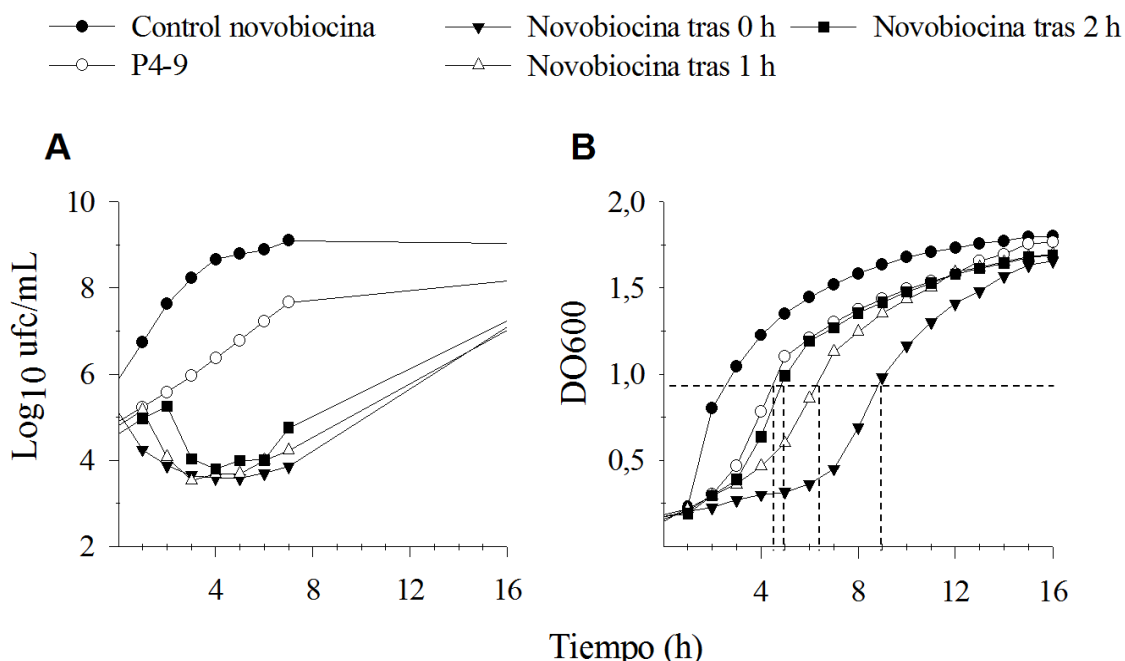 Control novobiocina
Novobiocina tras 0 h
Novobiocina tras 2 h
P4-9
Novobiocina tras 1 h
A
B
Log10 ufc/mL
10
8
6
4
2
4
8
12
16
DO600
2,0
1,5
1,0
0,5
4
8
12
16
Tiempo (h)